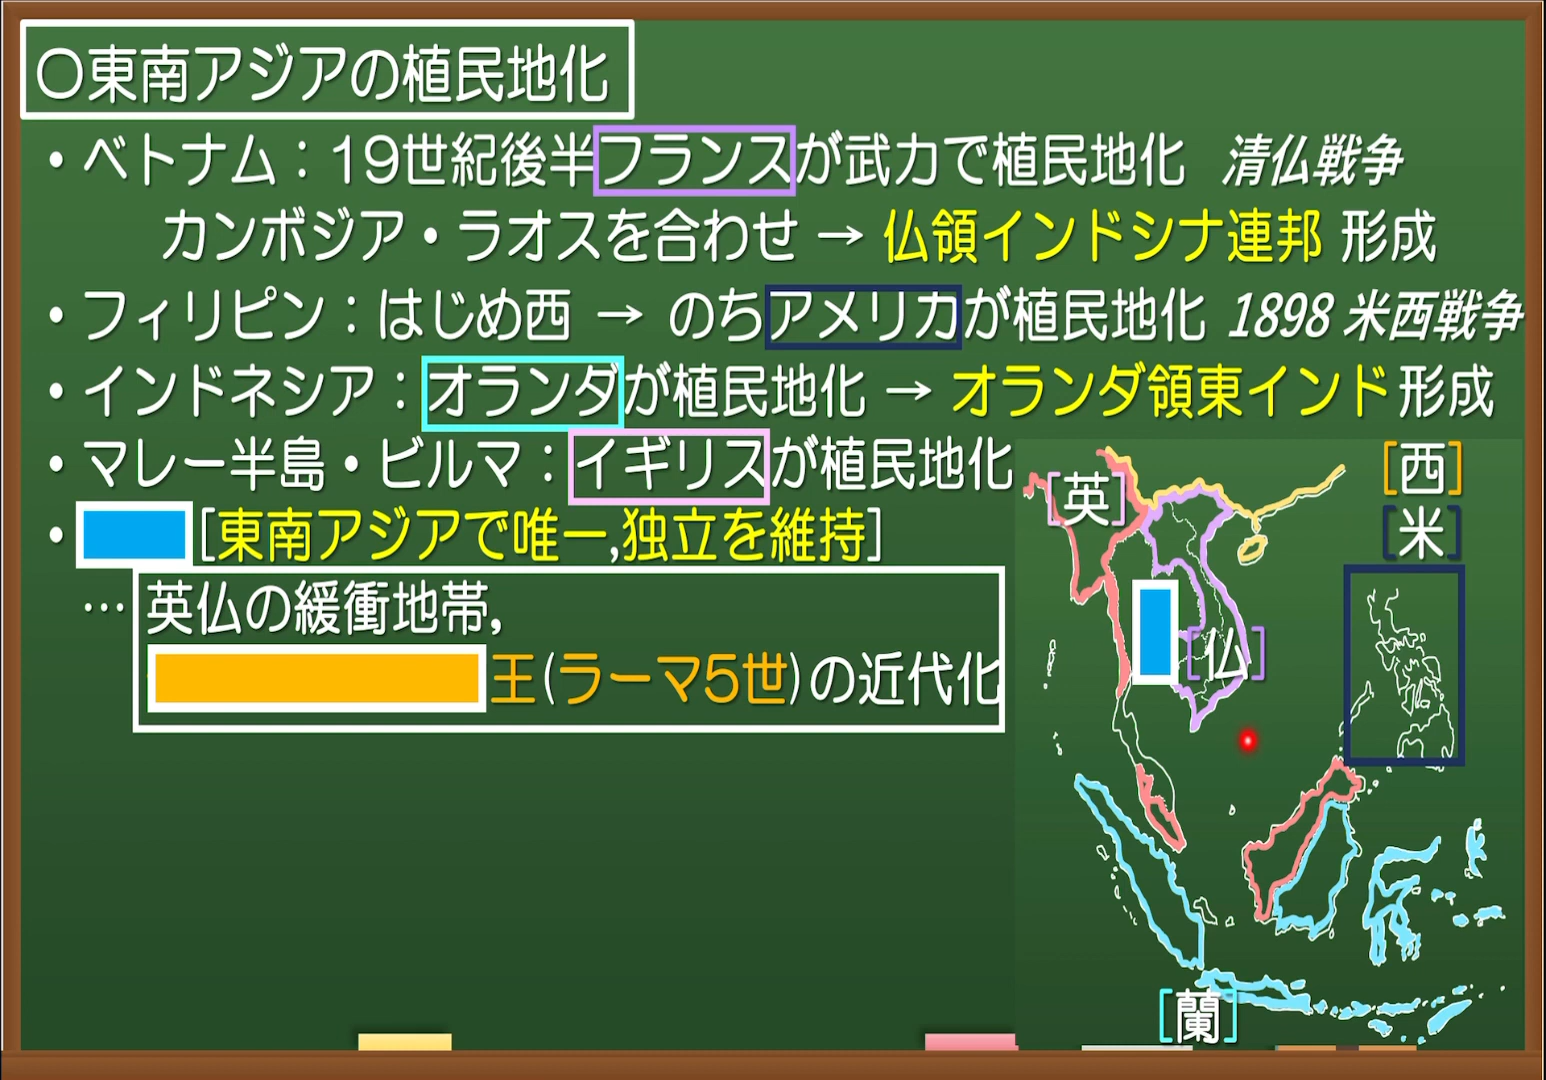 〇東南アジアの植民地化
・ベトナム：19世紀後半フランスが武力で植民地化 清仏戦争
カンボジア・ラオスを合わせ → 仏領インドシナ連邦 形成
・フィリピン：はじめ西 → のちアメリカが植民地化 1898 米西戦争
・インドネシア：オランダが植民地化 → オランダ領東インド形成
・マレー半島・ビルマ：イギリスが植民地化
・[東南アジアで唯一,独立を維持]
…英仏の緩衝地帯,
王(ラーマ5世)の近代化
[英]
[西]
[米]
[仏]
[蘭]